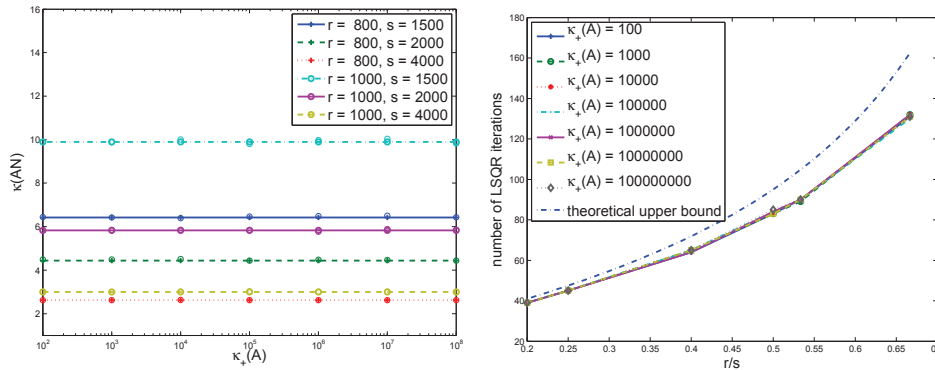 16
14
12
10
8
6
4
2
κ(AN)
r = 800, s = 1500
r = 800, s = 2000
r = 800, s = 4000
r = 1000, s = 1500
r = 1000, s = 2000
r = 1000, s = 4000
10²
10³
10⁴
10⁵
10⁶
10⁷
10⁸
κ₊(A)
180
160
140
120
100
80
60
40
20
number of LSQR iterations
κ₊(A) = 100
κ₊(A) = 1000
κ₊(A) = 10000
κ₊(A) = 100000
κ₊(A) = 1000000
κ₊(A) = 10000000
κ₊(A) = 100000000
theoretical upper bound
0.2
0.25
0.3
0.35
0.4
0.45
0.5
0.55
0.6
0.65
r/s